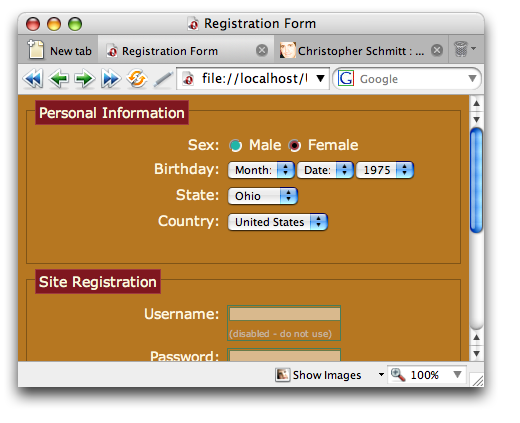 Registration Form
New tab
Registration Form
Christopher Schmitt : ...
file://localhost/
Google
Personal Information
Sex: Male Female
Birthday: Month: Date: 1975
State: Ohio
Country: United States
Site Registration
Username:
(disabled - do not use)
Password:
Show Images
100%